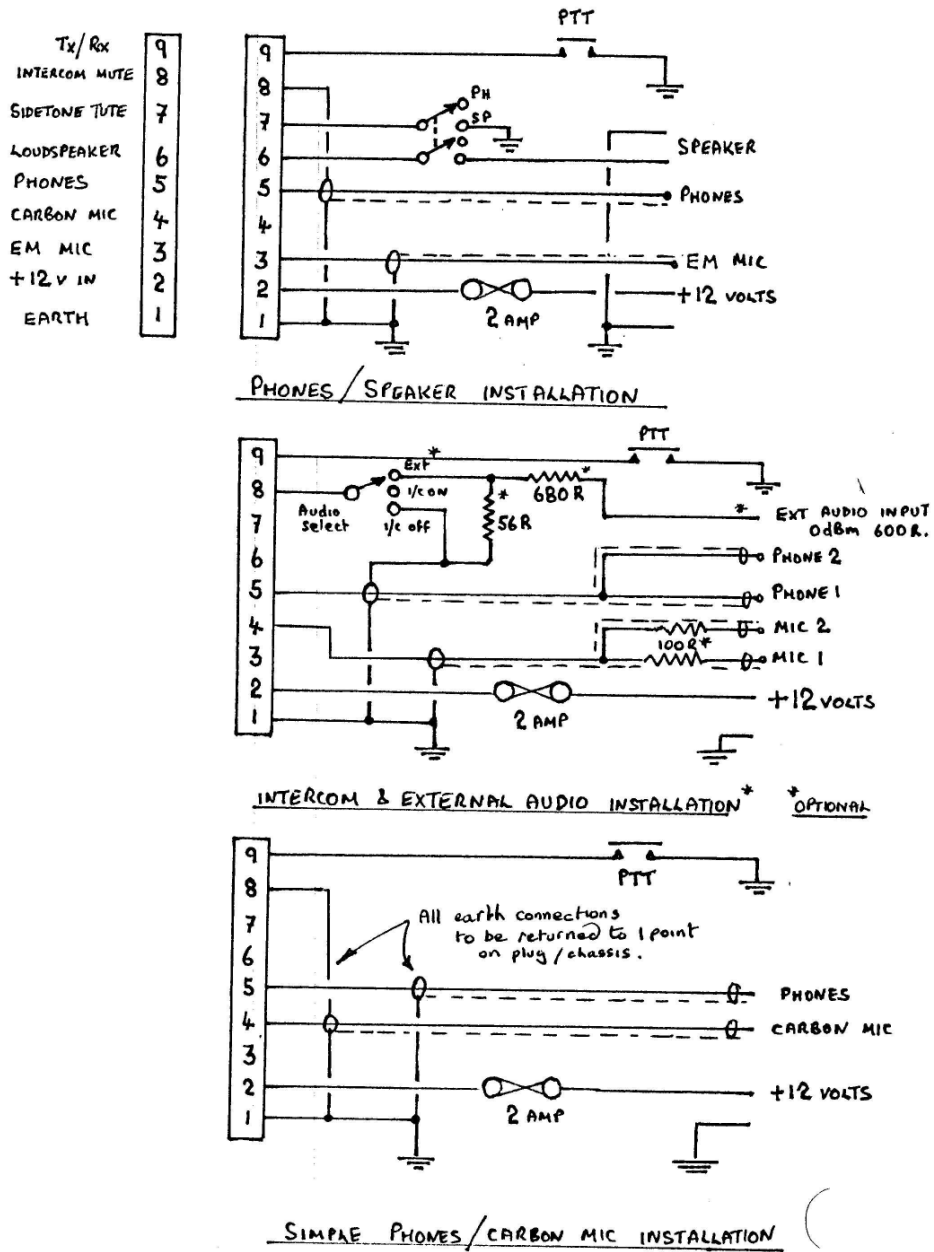 Tx/Rx 9
INTERCOM MUTE 8
SIDETONE TUTE 7
LOUDSPEAKER 6
PHONES 5
CARBON MIC 4
EM MIC 3
+12 V IN 2
EARTH 1
PTT
9
8
PH
7
SP
6
SPEAKER
5
PHONES
4
3
EM MIC
2
+12 VOLTS
2 AMP
1
PHONES/SPEAKER INSTALLATION
PTT
9
Ext*
8
I/C ON
680R*
Audio
select
I/C off
*
56R
* EXT AUDIO INPUT
0dBm 600R.
7
6
PHONE 2
5
PHONE 1
4
MIC 2
100R*
3
MIC 1
2
+12 VOLTS
2 AMP
1
INTERCOM & EXTERNAL AUDIO INSTALLATION* *OPTIONAL
9
PTT
8
7
All earth connections
to be returned to 1 point
on plug/chassis.
6
5
PHONES
4
CARBON MIC
3
2
+12 VOLTS
2 AMP
1
SIMPLE PHONES/CARBON MIC INSTALLATION